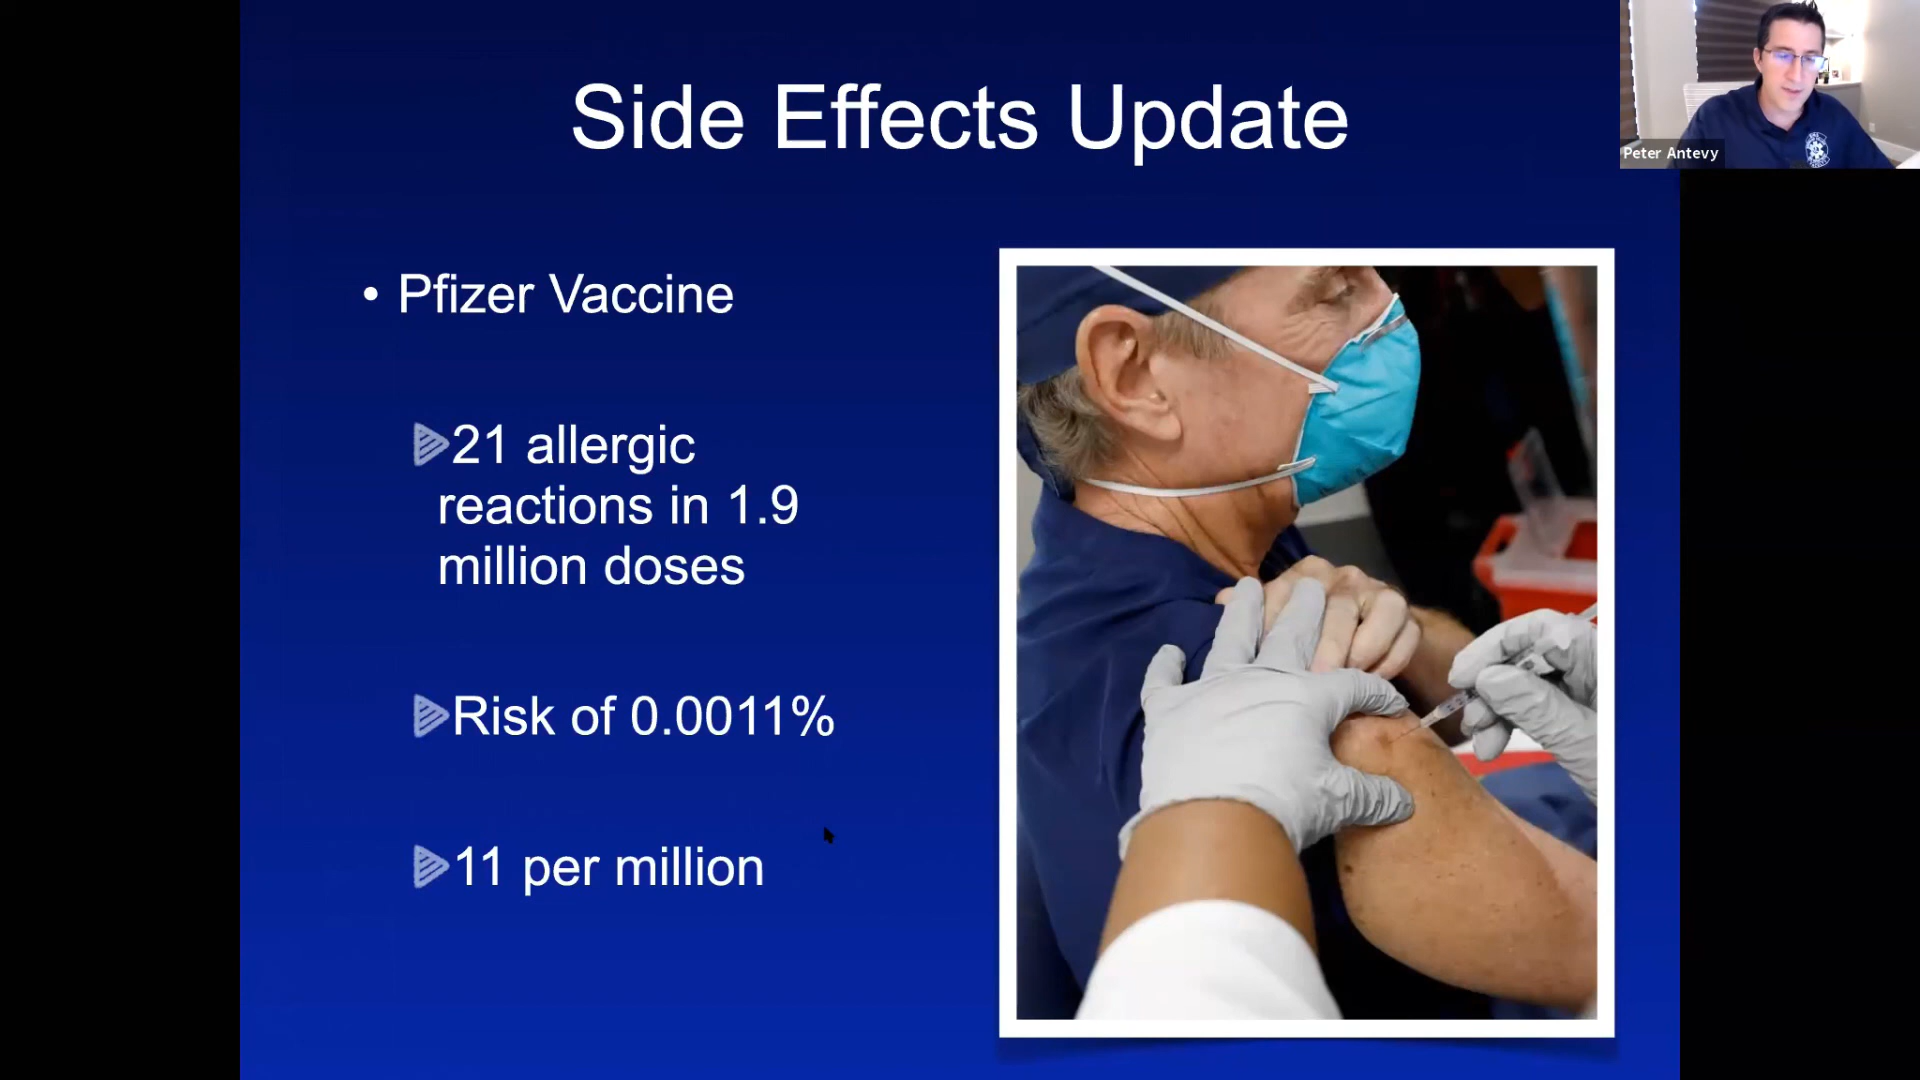 Side Effects Update
Peter Antevy
• Pfizer Vaccine
21 allergic
reactions in 1.9
million doses
Risk of 0.0011%
11 per million